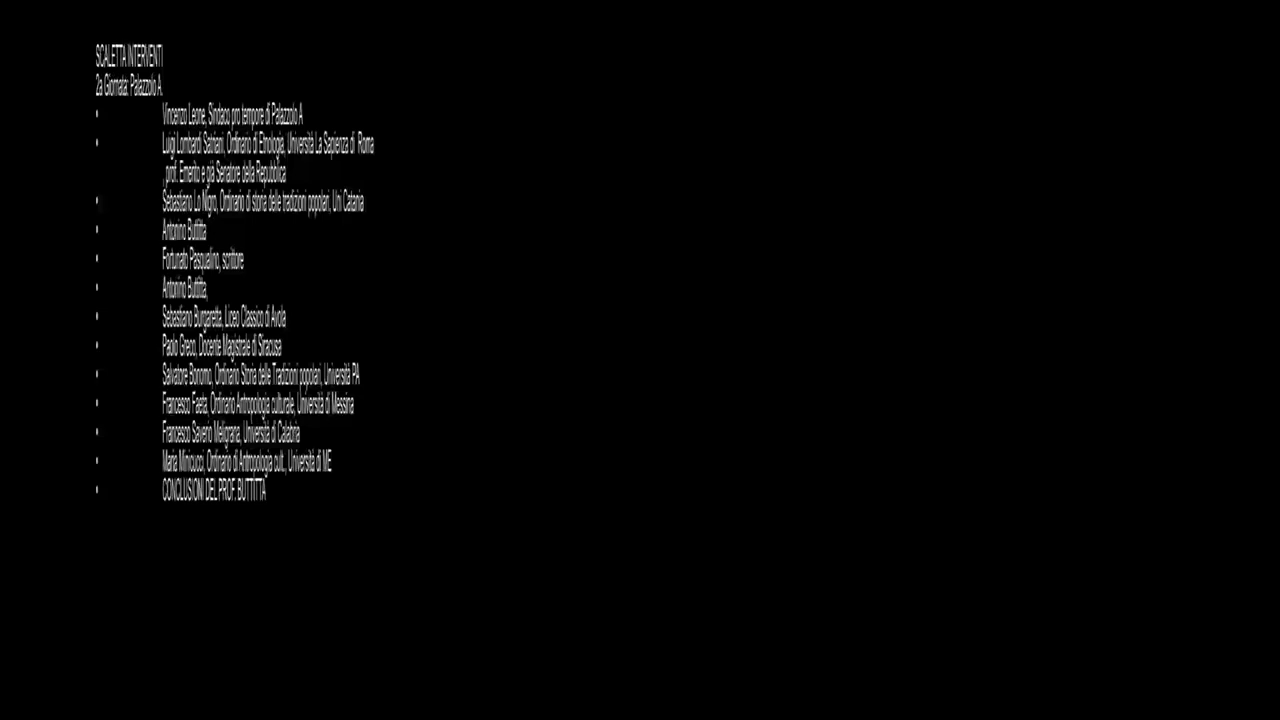 SCALETTA INTERVENTI
2a Giornata: Palazzolo A.
• Vincenzo Leone, Sindaco pro tempore di Palazzolo A
• Luigi Lombardi Satriani, Ordinario di Etnologia, Università La Sapienza di Roma
, prof. Emerito e già Senatore della Repubblica
• Sebastiano Lo Nigro, Ordinario di storia delle tradizioni popolari, Uni Catania
• Antonino Buttitta
• Fortunato Pasqualino, scrittore
• Antonino Buttitta,
• Sebastiano Burgaretta, Liceo Classico di Avola
• Paolo Greco, Docente Magistrale di Siracusa
• Salvatore Bonomo, Ordinario Storia delle Tradizioni popolari, Università PA
• Francesco Faeta, Ordinario Antropologia culturale, Università di Messina
• Francesco Saverio Meligrana, Università di Calabria
• Maria Minicucci, Ordinario di Antropologia cult., Università di ME
• CONCLUSIONI DEL PROF. BUTTITTA